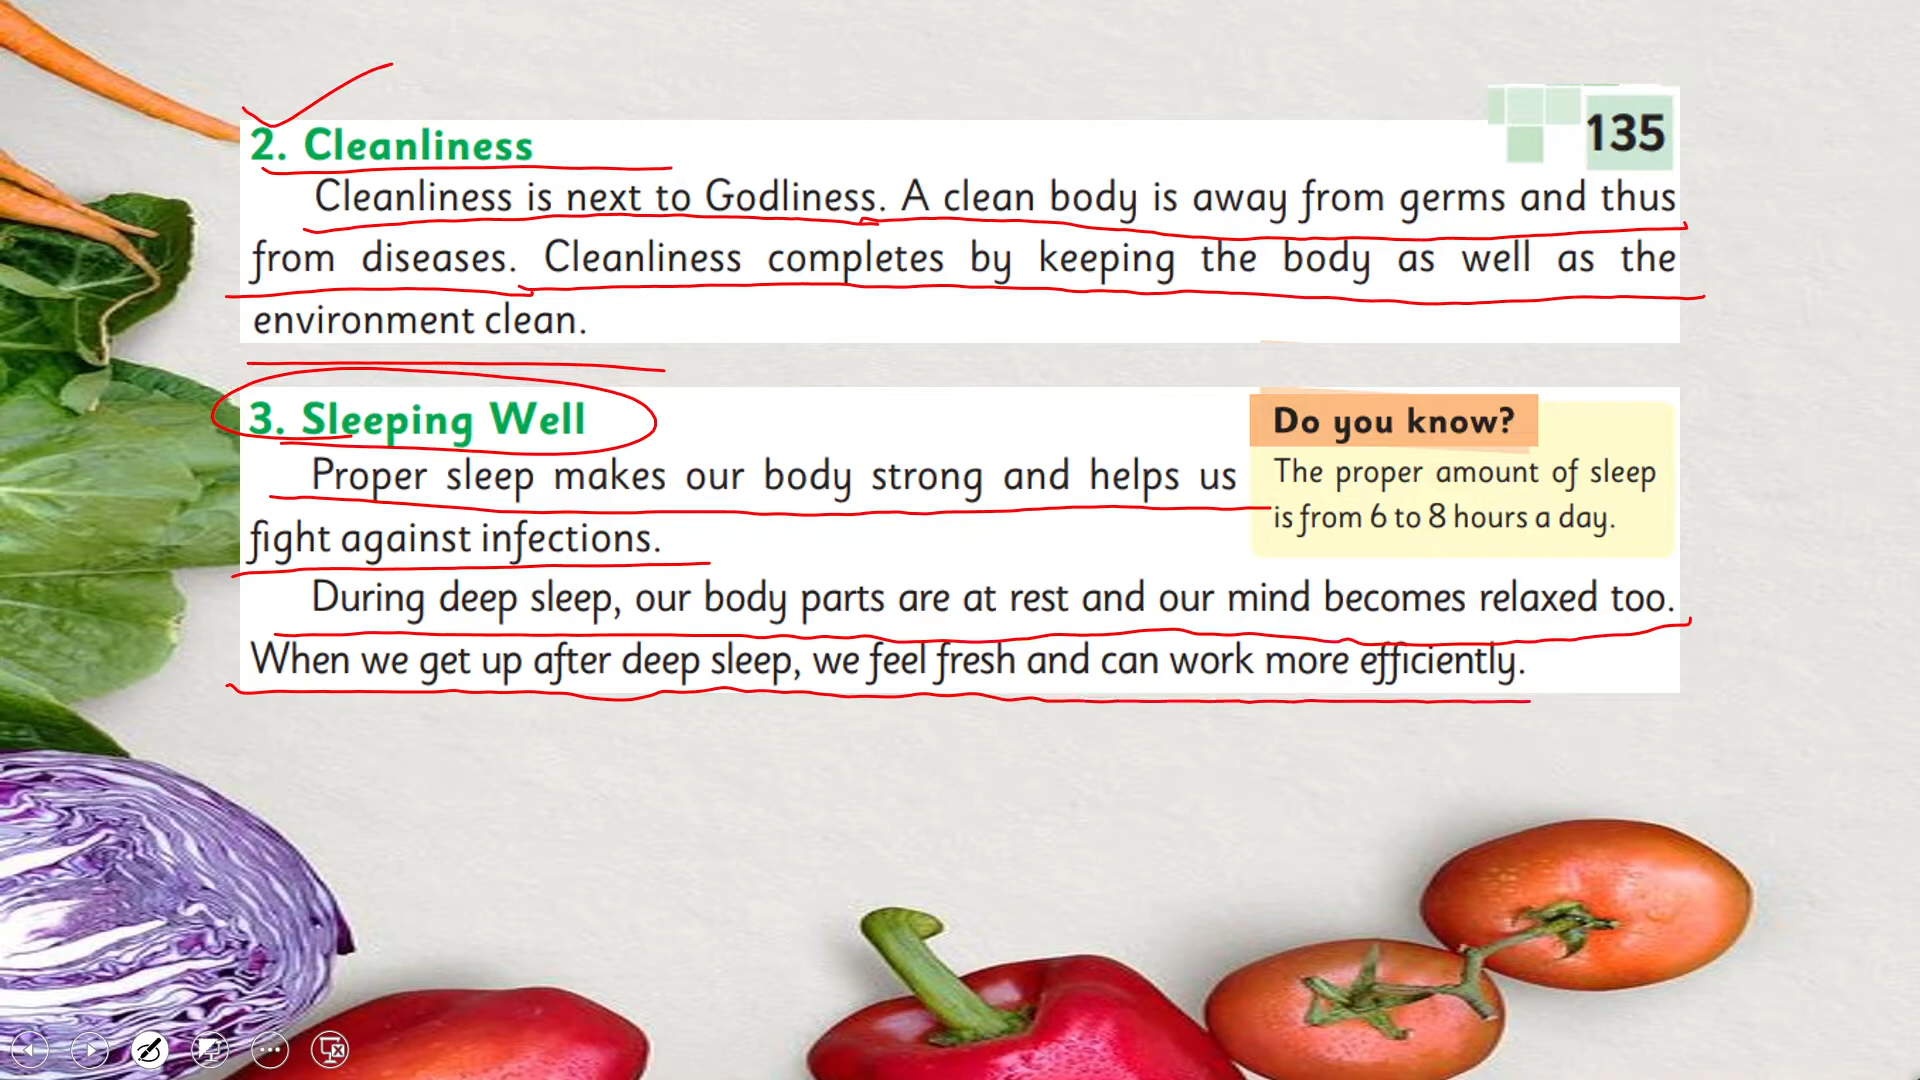 135
2. Cleanliness
Cleanliness is next to Godliness. A clean body is away from germs and thus
from diseases. Cleanliness completes by keeping the body as well as the
environment clean.
3. Sleeping Well
Proper sleep makes our body strong and helps us
fight against infections.
Do you know?
The proper amount of sleep
is from 6 to 8 hours a day.
During deep sleep, our body parts are at rest and our mind becomes relaxed too.
When we get up after deep sleep, we feel fresh and can work more efficiently.